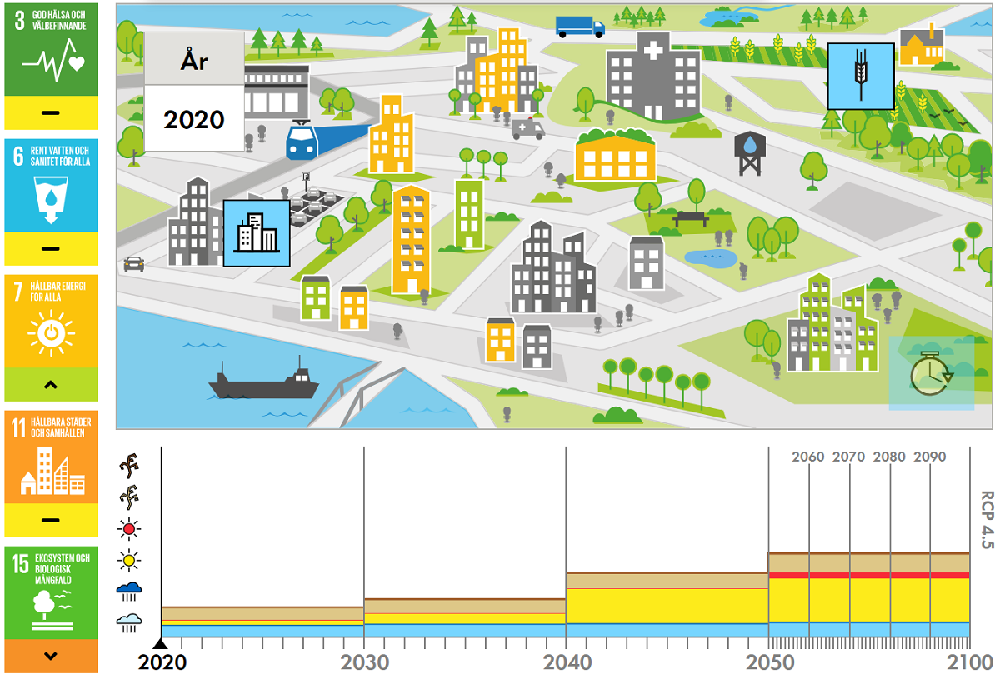 3 GOD HÄLSA OCH
VÄLBEFINNANDE
6 RENT VATTEN OCH
SANITET FÖR ALLA
7 HÅLLBAR ENERGI
FÖR ALLA
11 HÅLLBARA STÄDER
OCH SAMHÄLLEN
15 EKOSYSTEM OCH
BIOLOGISK
MÅNGFALD
År
2020
P
2060 2070 2080 2090
RCP 4.5
2020 2030 2040 2050 2100